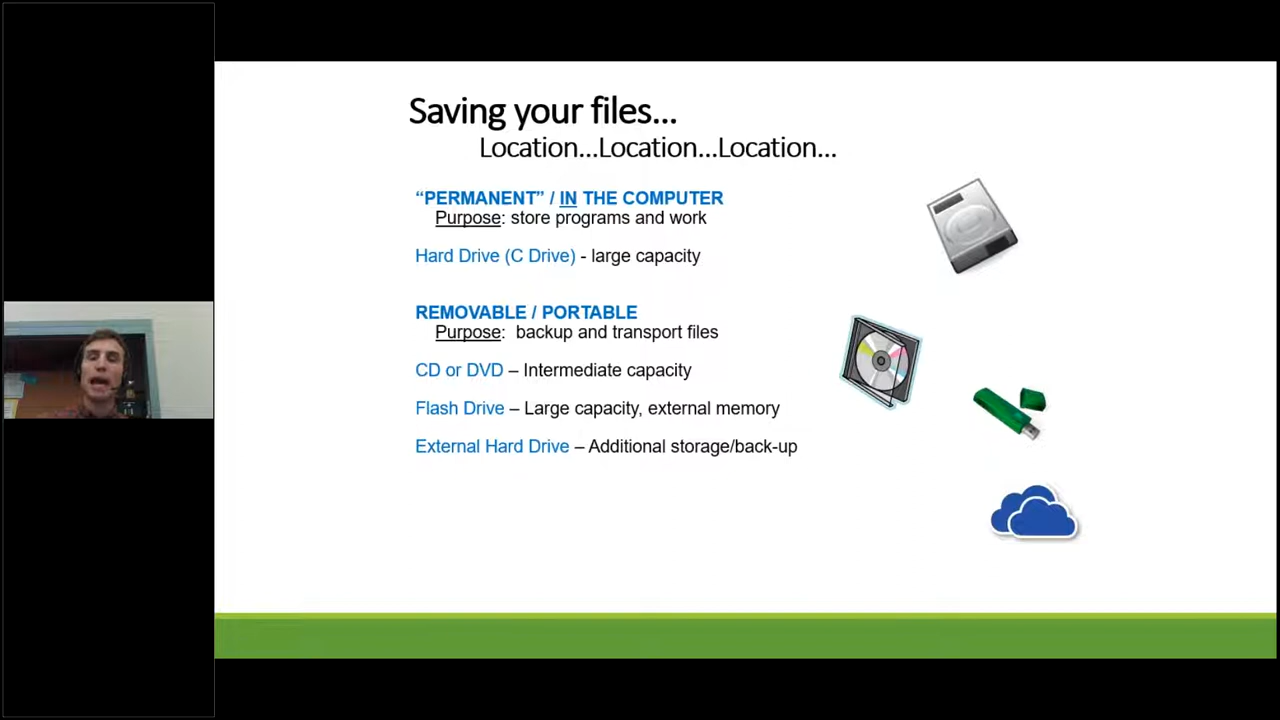 Saving your files...
Location...Location...Location...
“PERMANENT” / IN THE COMPUTER
Purpose: store programs and work
Hard Drive (C Drive) - large capacity
REMOVABLE / PORTABLE
Purpose: backup and transport files
CD or DVD – Intermediate capacity
Flash Drive – Large capacity, external memory
External Hard Drive – Additional storage/back-up